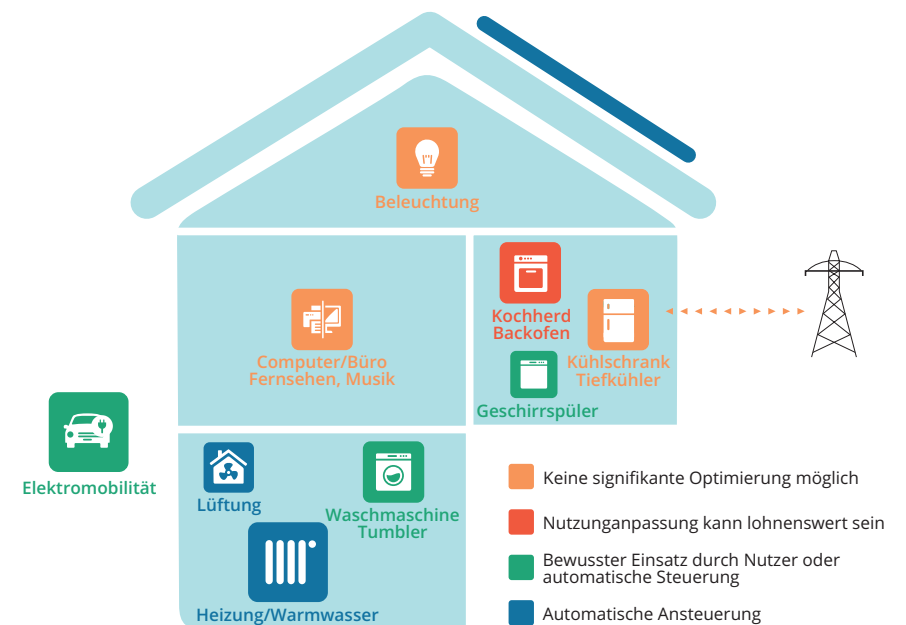 Beleuchtung
Computer/Büro
Fernsehen, Musik
Kochherd
Backofen
Kühlschrank
Tiefkühler
Geschirrspüler
Elektromobilität
Lüftung
Waschmaschine
Tumbler
Heizung/Warmwasser
Keine signifikante Optimierung möglich
Nutzunganpassung kann lohnenswert sein
Bewusster Einsatz durch Nutzer oder
automatische Steuerung
Automatische Ansteuerung